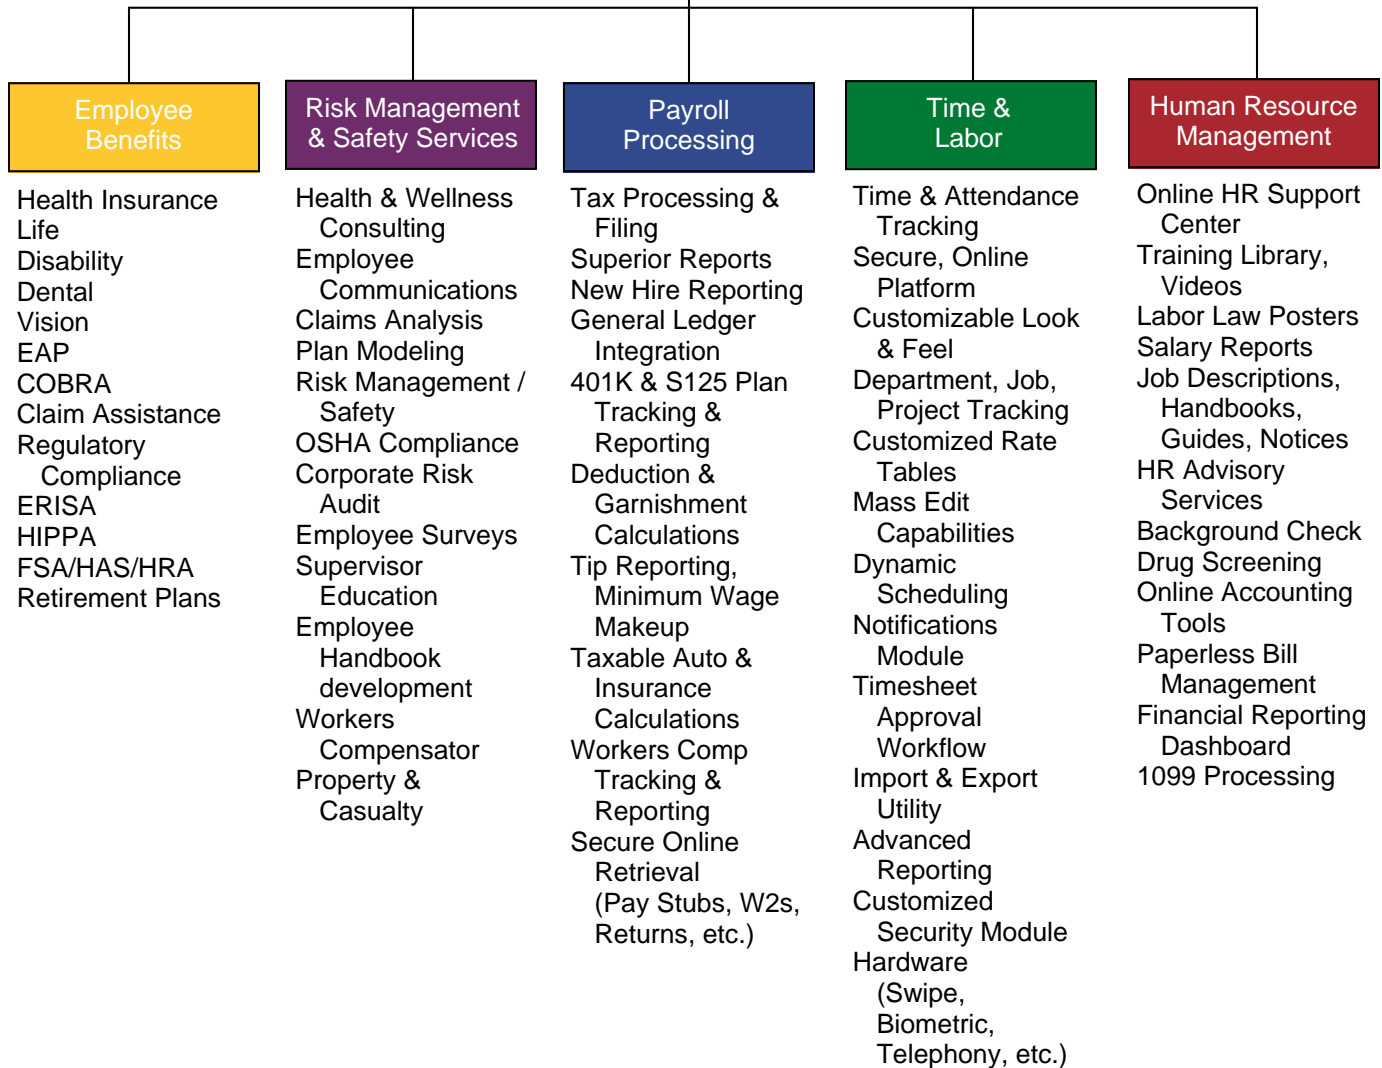 Employee
Benefits
Health Insurance
Life
Disability
Dental
Vision
EAP
COBRA
Claim Assistance
Regulatory
Compliance
ERISA
HIPPA
FSA/HAS/HRA
Retirement Plans
Risk Management
& Safety Services
Health & Wellness
Consulting
Employee
Communications
Claims Analysis
Plan Modeling
Risk Management /
Safety
OSHA Compliance
Corporate Risk
Audit
Employee Surveys
Supervisor
Education
Employee
Handbook
development
Workers
Compensator
Property &
Casualty
Payroll
Processing
Tax Processing &
Filing
Superior Reports
New Hire Reporting
General Ledger
Integration
401K & S125 Plan
Tracking &
Reporting
Deduction &
Garnishment
Calculations
Tip Reporting,
Minimum Wage
Makeup
Taxable Auto &
Insurance
Calculations
Workers Comp
Tracking &
Reporting
Secure Online
Retrieval
(Pay Stubs, W2s,
Returns, etc.)
Time &
Labor
Time & Attendance
Tracking
Secure, Online
Platform
Customizable Look
& Feel
Department, Job,
Project Tracking
Customized Rate
Tables
Mass Edit
Capabilities
Dynamic
Scheduling
Notifications
Module
Timesheet
Approval
Workflow
Import & Export
Utility
Advanced
Reporting
Customized
Security Module
Hardware
(Swipe,
Biometric,
Telephony, etc.)
Human Resource
Management
Online HR Support
Center
Training Library,
Videos
Labor Law Posters
Salary Reports
Job Descriptions,
Handbooks,
Guides, Notices
HR Advisory
Services
Background Check
Drug Screening
Online Accounting
Tools
Paperless Bill
Management
Financial Reporting
Dashboard
1099 Processing